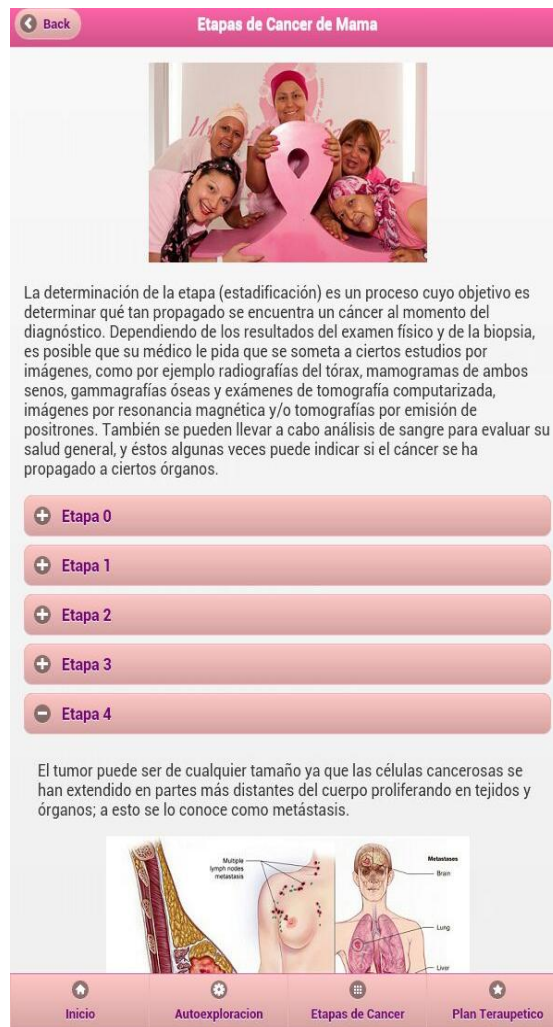 Back
Etapas de Cancer de Mama
La determinación de la etapa (estadificación) es un proceso cuyo objetivo es
determinar qué tan propagado se encuentra un cáncer al momento del
diagnóstico. Dependiendo de los resultados del examen físico y de la biopsia,
es posible que su médico le pida que se someta a ciertos estudios por
imágenes, como por ejemplo radiografías del tórax, mamogramas de ambos
senos, gammagrafías óseas y exámenes de tomografía computarizada,
imágenes por resonancia magnética y/o tomografías por emisión de
positrones. También se pueden llevar a cabo análisis de sangre para evaluar su
salud general, y éstos algunas veces puede indicar si el cáncer se ha
propagado a ciertos órganos.
Etapa 0
Etapa 1
Etapa 2
Etapa 3
Etapa 4
El tumor puede ser de cualquier tamaño ya que las células cancerosas se
han extendido en partes más distantes del cuerpo proliferando en tejidos y
órganos; a esto se lo conoce como metástasis.
Multiple
lymph nodes
metastasis
Metastases
Brain
Lung
Liver
Inicio
Autoexploracion
Etapas de Cancer
Plan Teraupetico